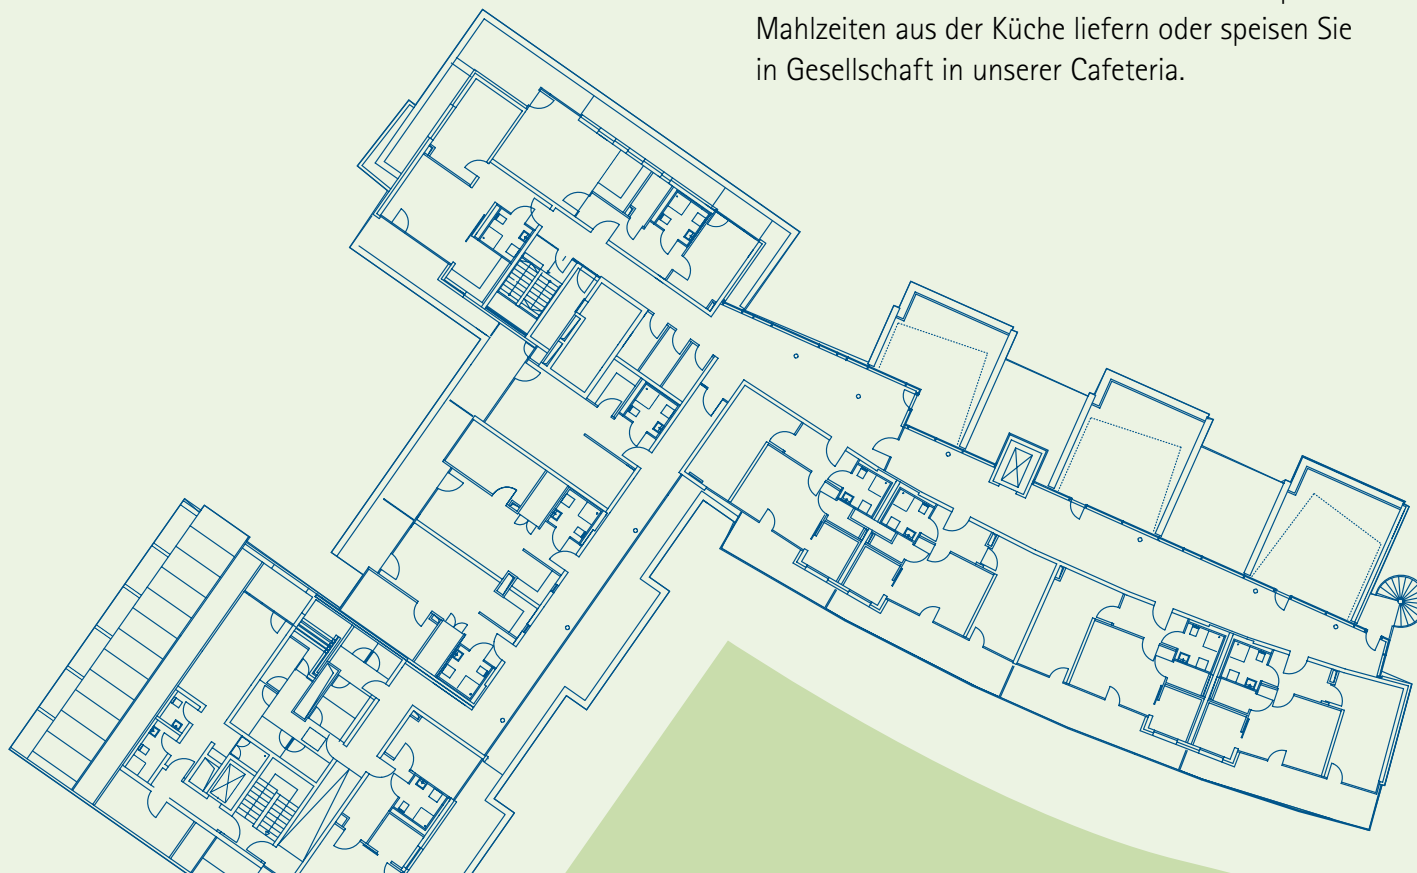 Mahlzeiten aus der Küche liefern oder speisen Sie
in Gesellschaft in unserer Cafeteria.